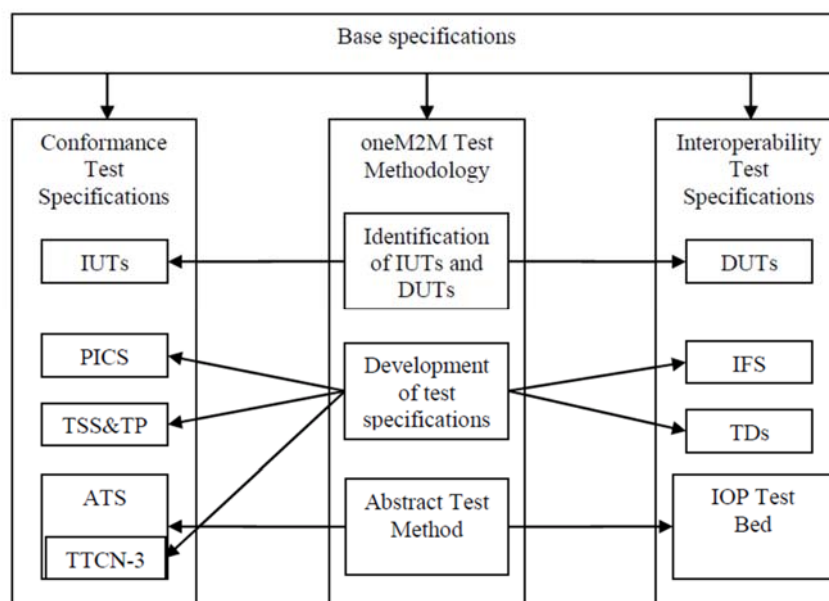 Base specifications
Conformance
Test
Specifications
IUTs
PICS
TSS&TP
ATS
TTCN-3
oneM2M Test
Methodology
Identification
of IUTs and
DUTs
Development
of test
specifications
Abstract Test
Method
Interoperability
Test
Specifications
DUTs
IFS
TDs
IOP Test
Bed